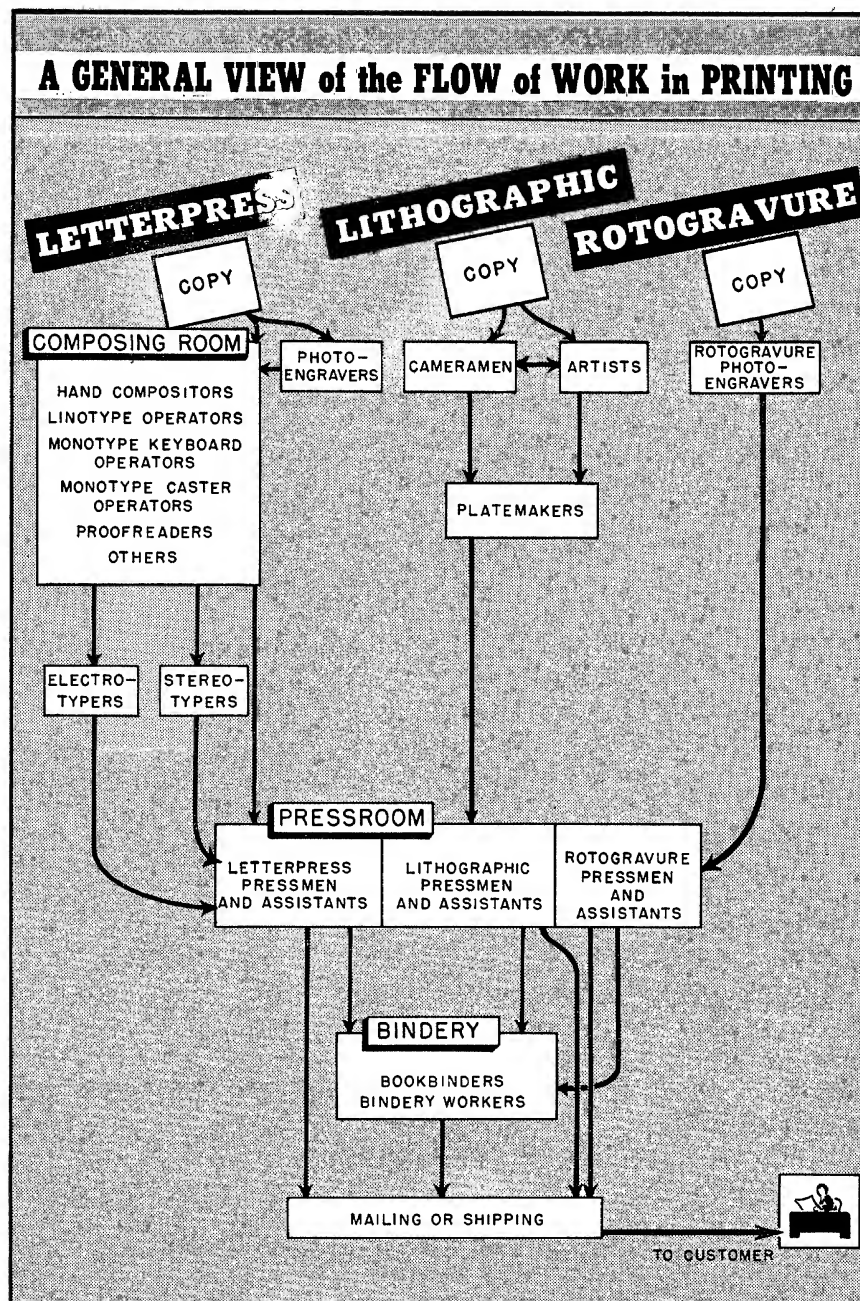 A GENERAL VIEW of the FLOW of WORK in PRINTING
LETTERPRESS
LITHOGRAPHIC
ROTOGRAVURE
COPY
COPY
COPY
COMPOSING ROOM
HAND COMPOSITORS
LINOTYPE OPERATORS
MONOTYPE KEYBOARD
OPERATORS
MONOTYPE CASTER
OPERATORS
PROOFREADERS
OTHERS
PHOTO-
ENGRAVERS
CAMERAMEN
ARTISTS
ROTOGRAVURE
PHOTO-
ENGRAVERS
PLATEMAKERS
ELECTRO-
TYPERS
STEREO-
TYPERS
PRESSROOM
LETTERPRESS
PRESSMEN
AND ASSISTANTS
LITHOGRAPHIC
PRESSMEN
AND ASSISTANTS
ROTOGRAVURE
PRESSMEN
AND
ASSISTANTS
BINDERY
BOOKBINDERS
BINDERY WORKERS
MAILING OR SHIPPING
TO CUSTOMER